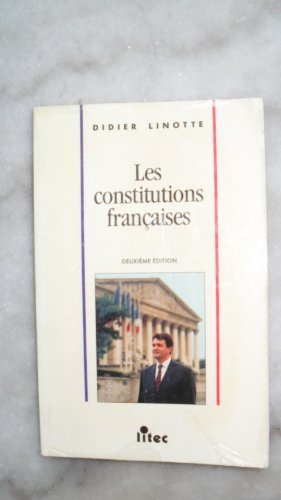 DIDIER LINOTTE
Les
constitutions
françaises
DEUXIÈME ÉDITION
litec